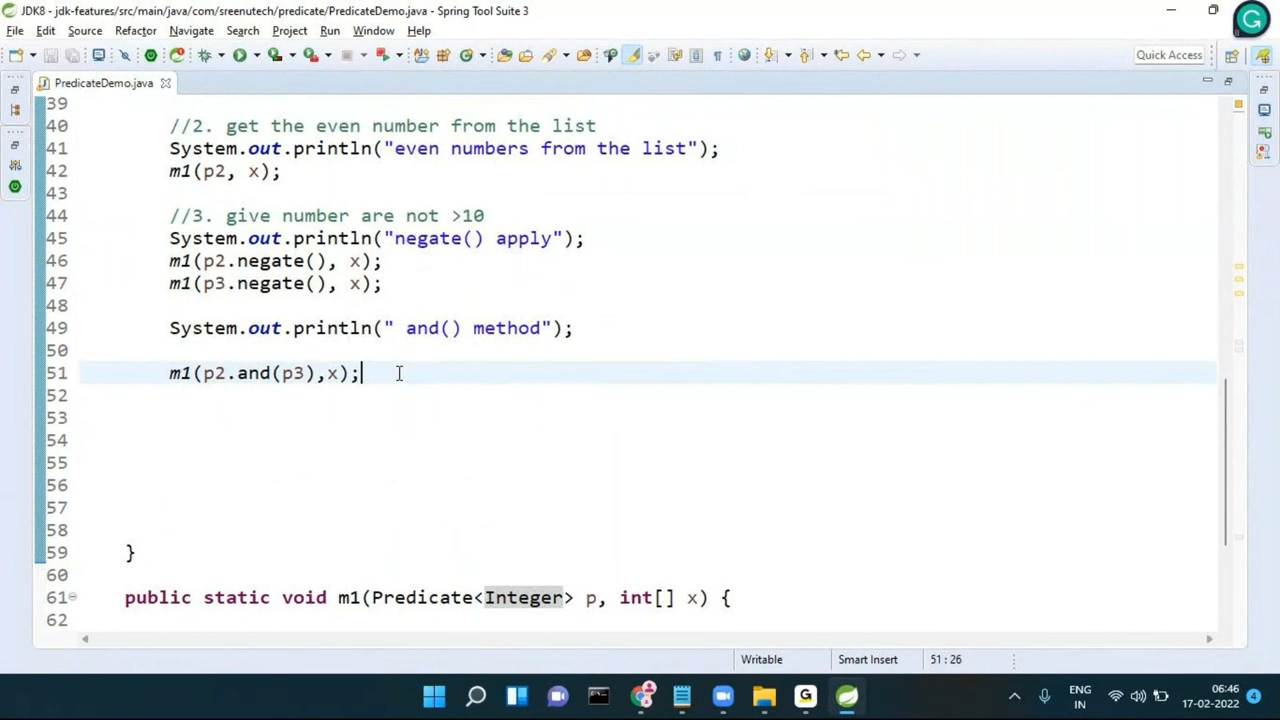 JDK8 - jdk-features/src/main/java/com/sreenutech/predicate/PredicateDemo.java - Spring Tool Suite 3
File Edit Source Refactor Navigate Search Project Run Window Help
Quick Access
PredicateDemo.java
39
40 //2. get the even number from the list
41 System.out.println("even numbers from the list");
42 m1(p2, x);
43
44 //3. give number are not >10
45 System.out.println("negate() apply");
46 m1(p2.negate(), x);
47 m1(p3.negate(), x);
48
49 System.out.println(" and() method");
50
51 m1(p2.and(p3),x);
52
53
54
55
56
57
58
59 }
60
61 public static void m1(Predicate<Integer> p, int[] x) {
62
Writable Smart Insert 51 : 26
ENG
IN
06:46
17-02-2022
4